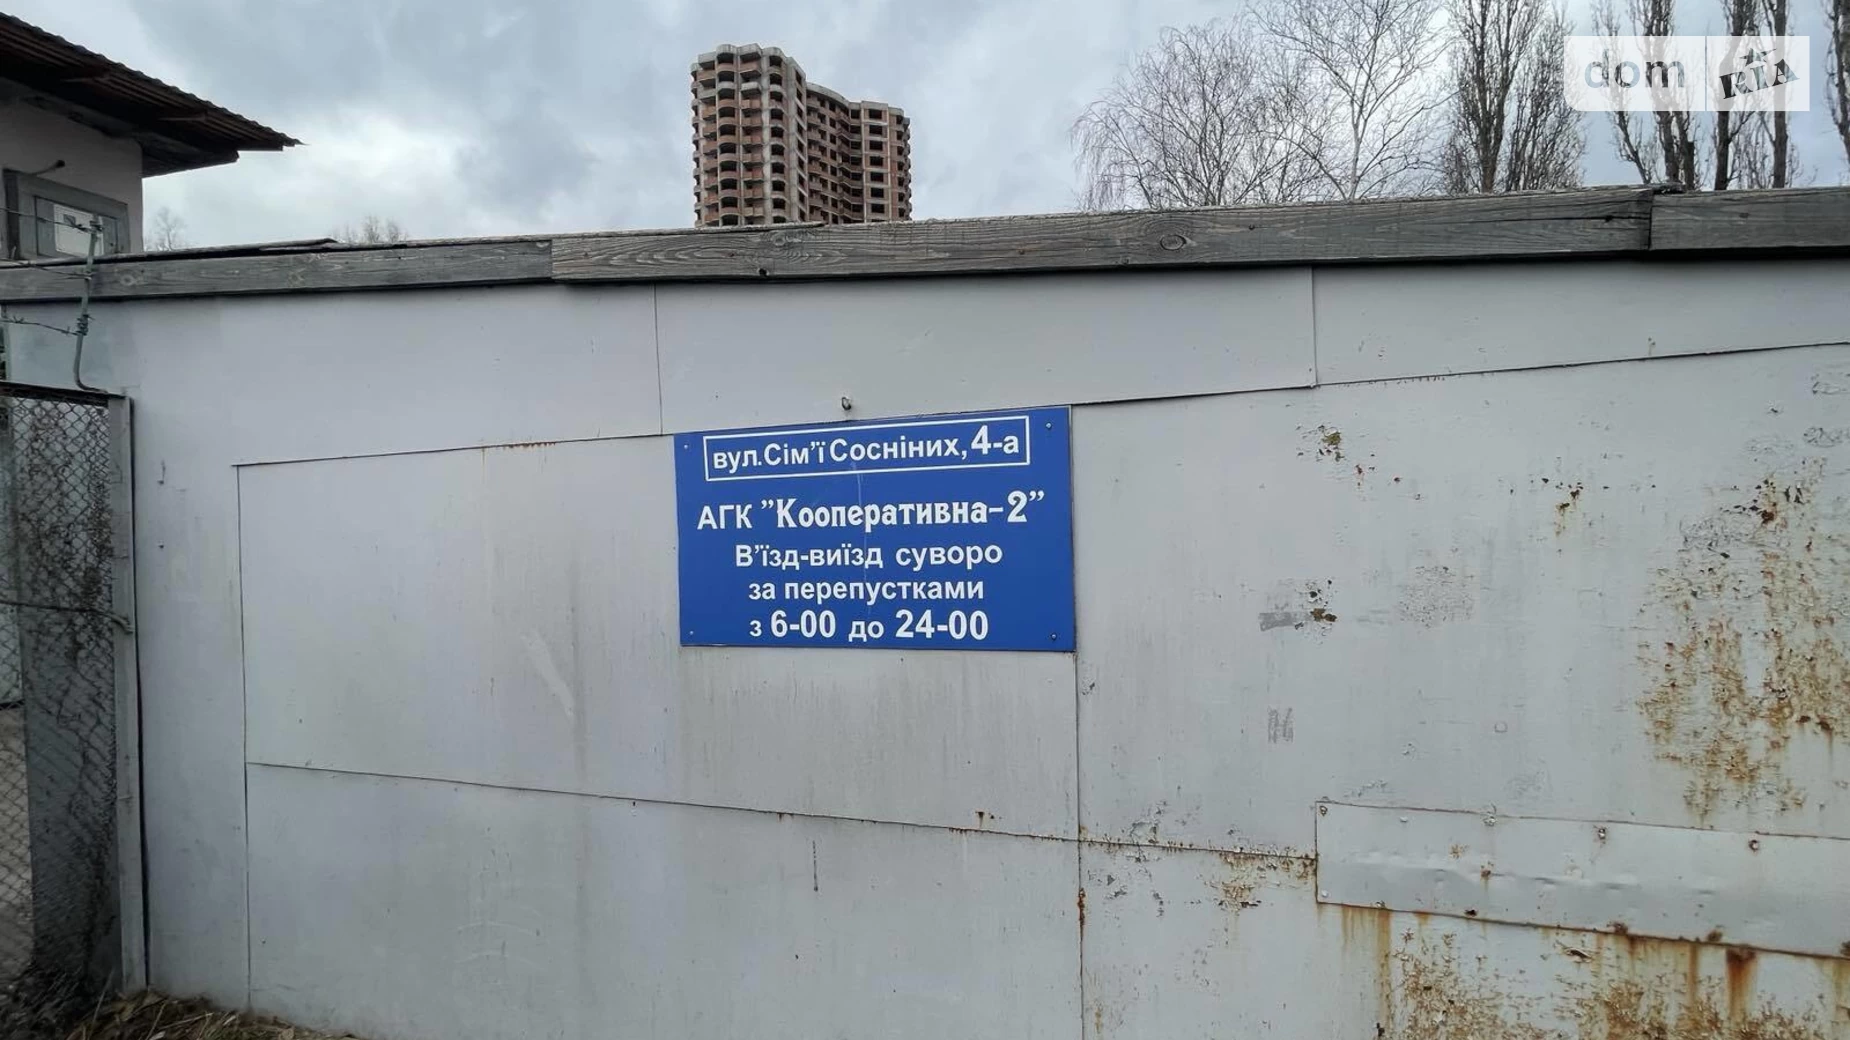 dom RIA
вул.Сім'ї Сосніних, 4-а
АГК "Кооперативна-2"
В'їзд-виїзд суворо
за перепустками
з 6-00 до 24-00